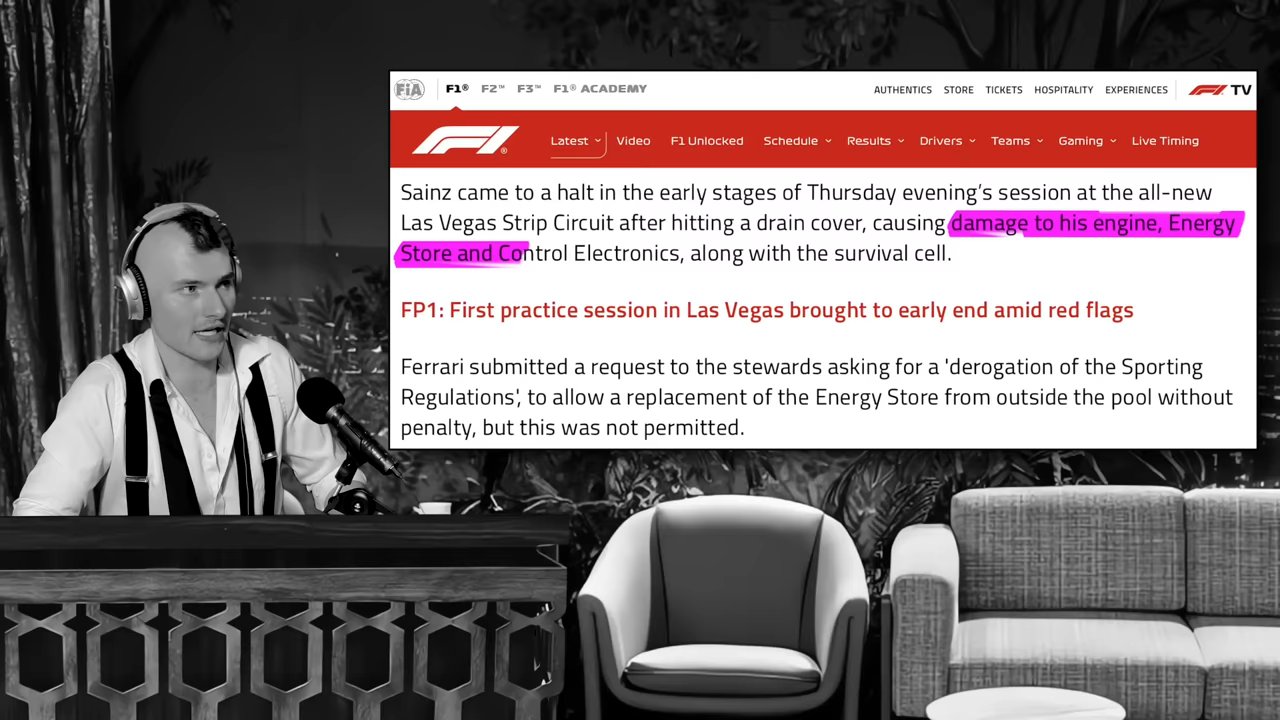 FiA F1® F2™ F3™ F1® ACADEMY AUTHENTICS STORE TICKETS HOSPITALITY EXPERIENCES F1 TV
F1® Latest Video F1 Unlocked Schedule Results Drivers Teams Gaming Live Timing
Sainz came to a halt in the early stages of Thursday evening's session at the all-new
Las Vegas Strip Circuit after hitting a drain cover, causing damage to his engine, Energy
Store and Control Electronics, along with the survival cell.
FP1: First practice session in Las Vegas brought to early end amid red flags
Ferrari submitted a request to the stewards asking for a 'derogation of the Sporting
Regulations', to allow a replacement of the Energy Store from outside the pool without
penalty, but this was not permitted.